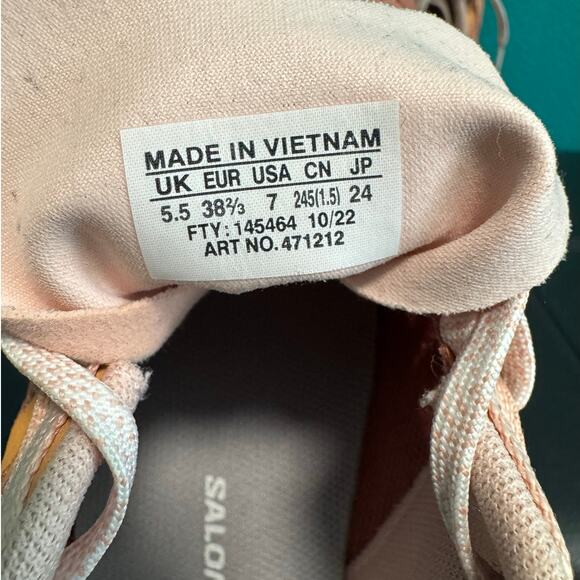 MADE IN VIETNAM
UK EUR USA CN JP
5.5 38⅔ 7 245(1.5) 24
FTY: 145464 10/22
ART NO. 471212